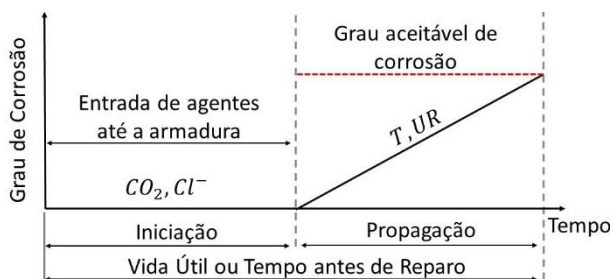 Grau aceitável de
corrosão
Entrada de agentes
até a armadura
Grau de Corrosão
T, UR
CO₂, Cl⁻
Tempo
Iniciação
Propagação
Vida Útil ou Tempo antes de Reparo